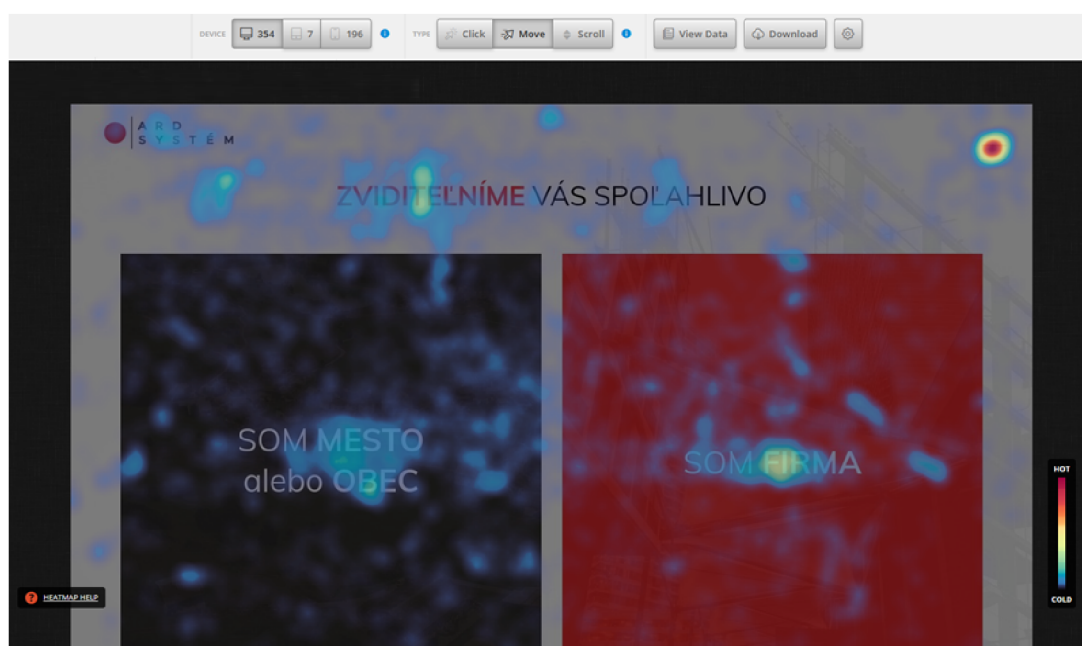 DEVICE 354 7 196 TYPE Click Move Scroll View Data Download
ARD
SYSTÉM
ZVIDITEĽNÍME VÁS SPOĽAHLIVO
SOM MESTO
alebo OBEC
SOM FIRMA
HOT
COLD
HEATMAP HELP